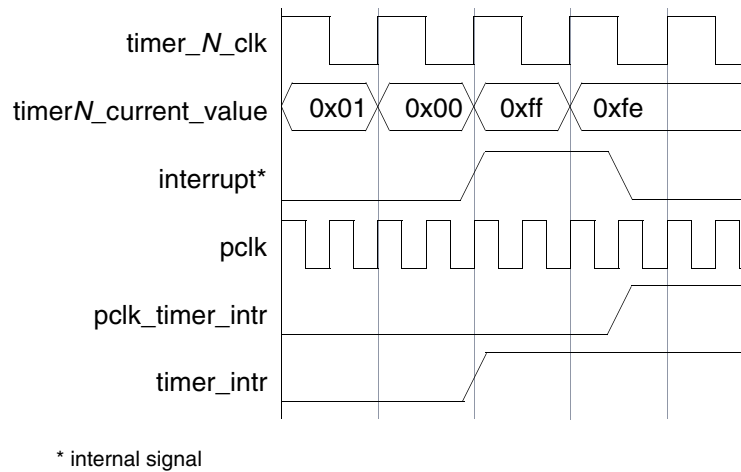 timer_N_clk
timerN_current_value
0x01 0x00 0xff 0xfe
interrupt*
pclk
pclk_timer_intr
timer_intr
* internal signal